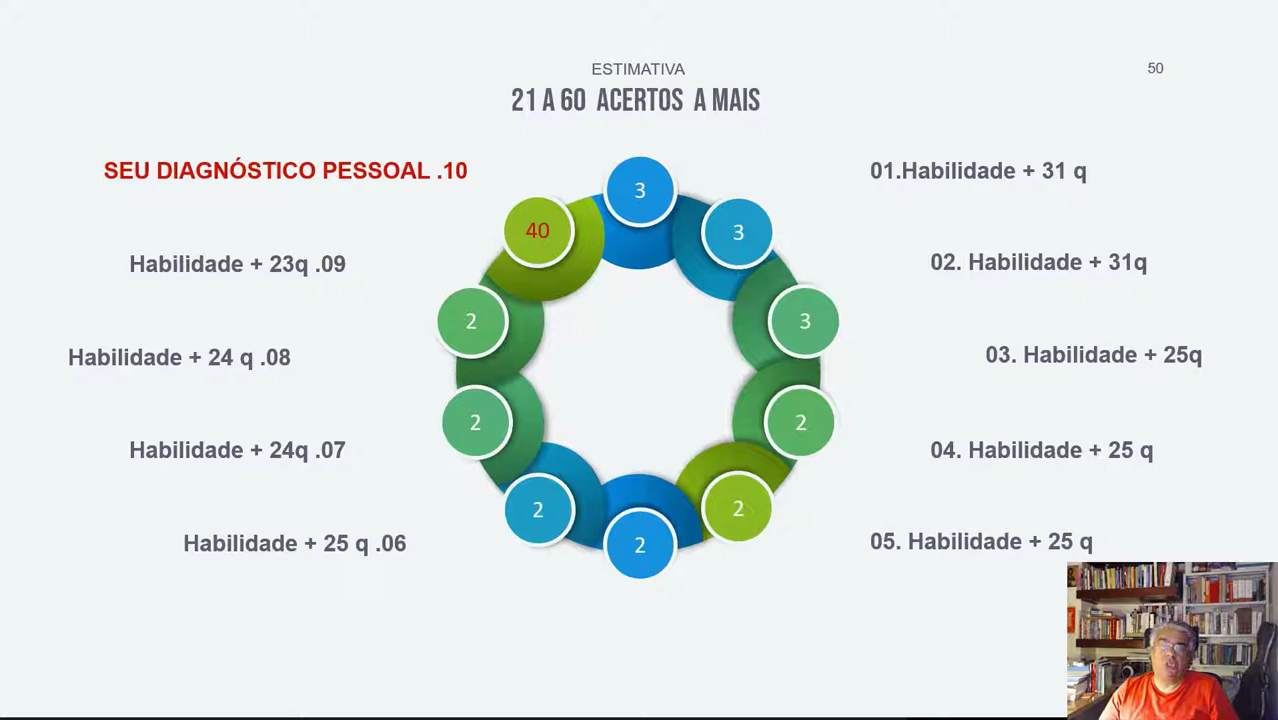 ESTIMATIVA
50
21 A 60 ACERTOS A MAIS
SEU DIAGNÓSTICO PESSOAL .10
01.Habilidade + 31 q
3
40
3
Habilidade + 23q .09
02. Habilidade + 31q
2
3
Habilidade + 24 q .08
03. Habilidade + 25q
2
2
Habilidade + 24q .07
04. Habilidade + 25 q
2
2
2
Habilidade + 25 q .06
05. Habilidade + 25 q